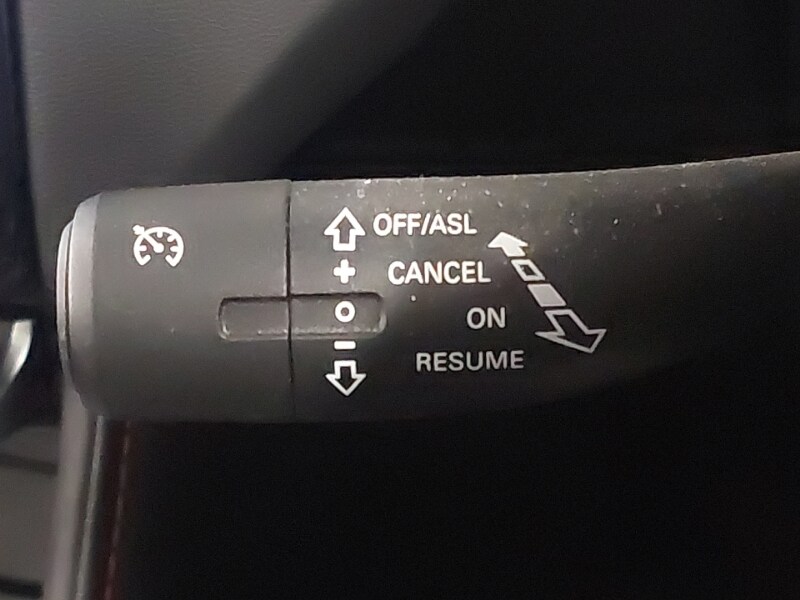 OFF/ASL
+ CANCEL
O ON
- RESUME